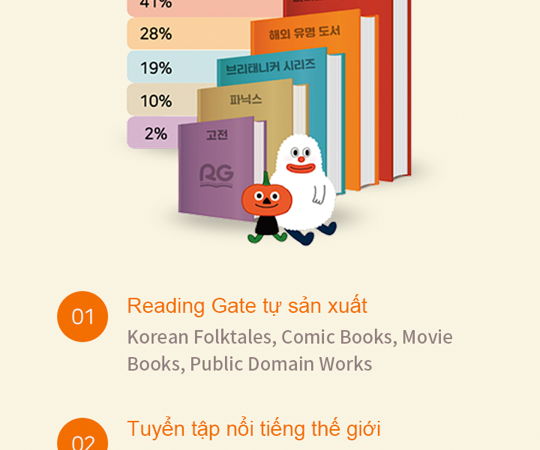 41%
28%
해외 유명 도서
19%
브리태니커 시리즈
10%
파닉스
2%
고전
RG
01
Reading Gate tự sản xuất
Korean Folktales, Comic Books, Movie
Books, Public Domain Works
02
Tuyển tập nổi tiếng thế giới